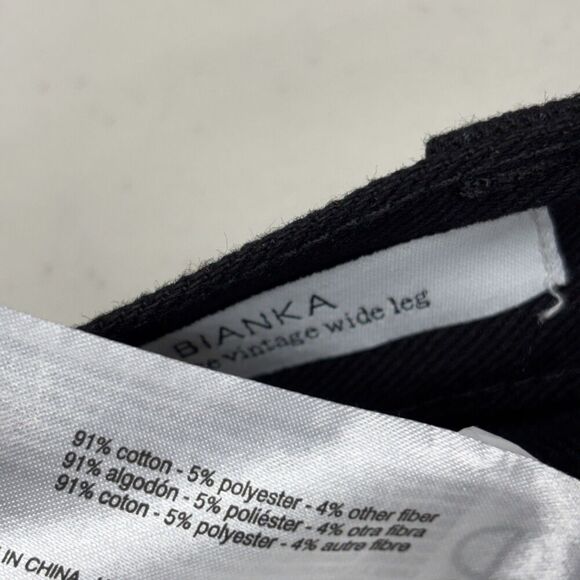 BIANKA
vintage wide leg
91% cotton - 5% polyester - 4% other fiber
91% algodón - 5% poliéster - 4% otra fibra
91% coton - 5% polyester - 4% autre fibre
IN CHINA